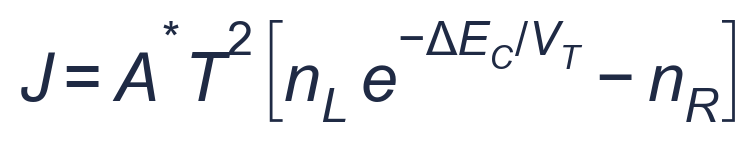 J = A*T²[n_L e^(−ΔE_C/V_T) − n_R]